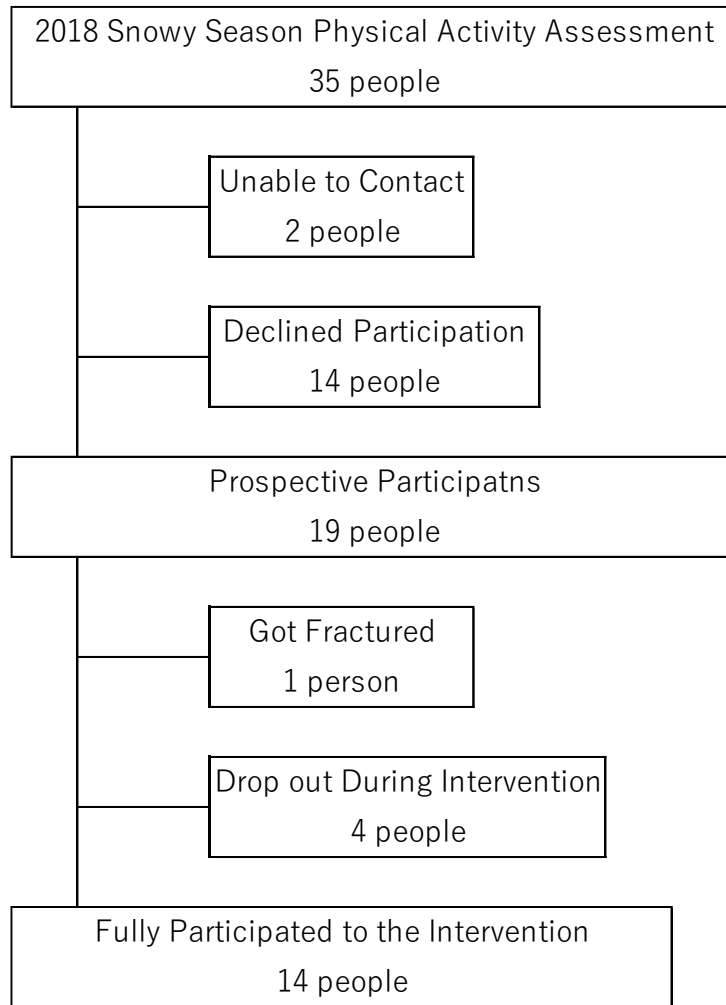 2018 Snowy Season Physical Activity Assessment
35 people
Unable to Contact
2 people
Declined Participation
14 people
Prospective Participatns
19 people
Got Fractured
1 person
Drop out During Intervention
4 people
Fully Participated to the Intervention
14 people